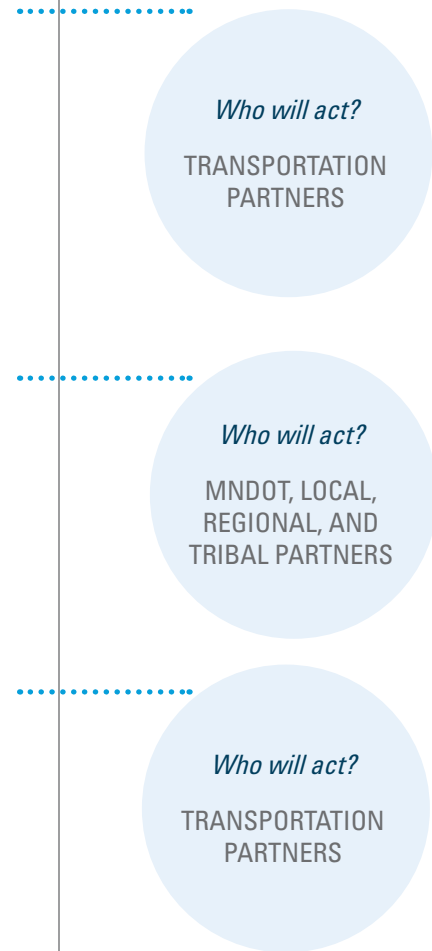 Who will act?
TRANSPORTATION
PARTNERS
Who will act?
MNDOT, LOCAL,
REGIONAL, AND
TRIBAL PARTNERS
Who will act?
TRANSPORTATION
PARTNERS